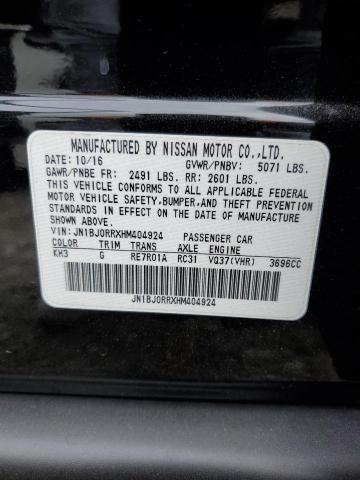 MANUFACTURED BY NISSAN MOTOR CO.,LTD.
DATE: 10/16 GVWR/PNBV: 5071 LBS.
GAWR/PNBE FR: 2491 LBS. RR: 2601 LBS.
THIS VEHICLE CONFORMS TO ALL APPLICABLE FEDERAL
MOTOR VEHICLE SAFETY,BUMPER,AND THEFT PREVENTION
STANDARDS IN EFFECT ON THE DATE OF MANUFACTURE
SHOWN ABOVE.
VIN: JN1BJ0RRXHM404924 PASSENGER CAR
COLOR TRIM TRANS AXLE ENGINE
KH3 G RE7R01A RC31 VQ37(VHR) 3696CC
JN1BJ0RRXHM404924